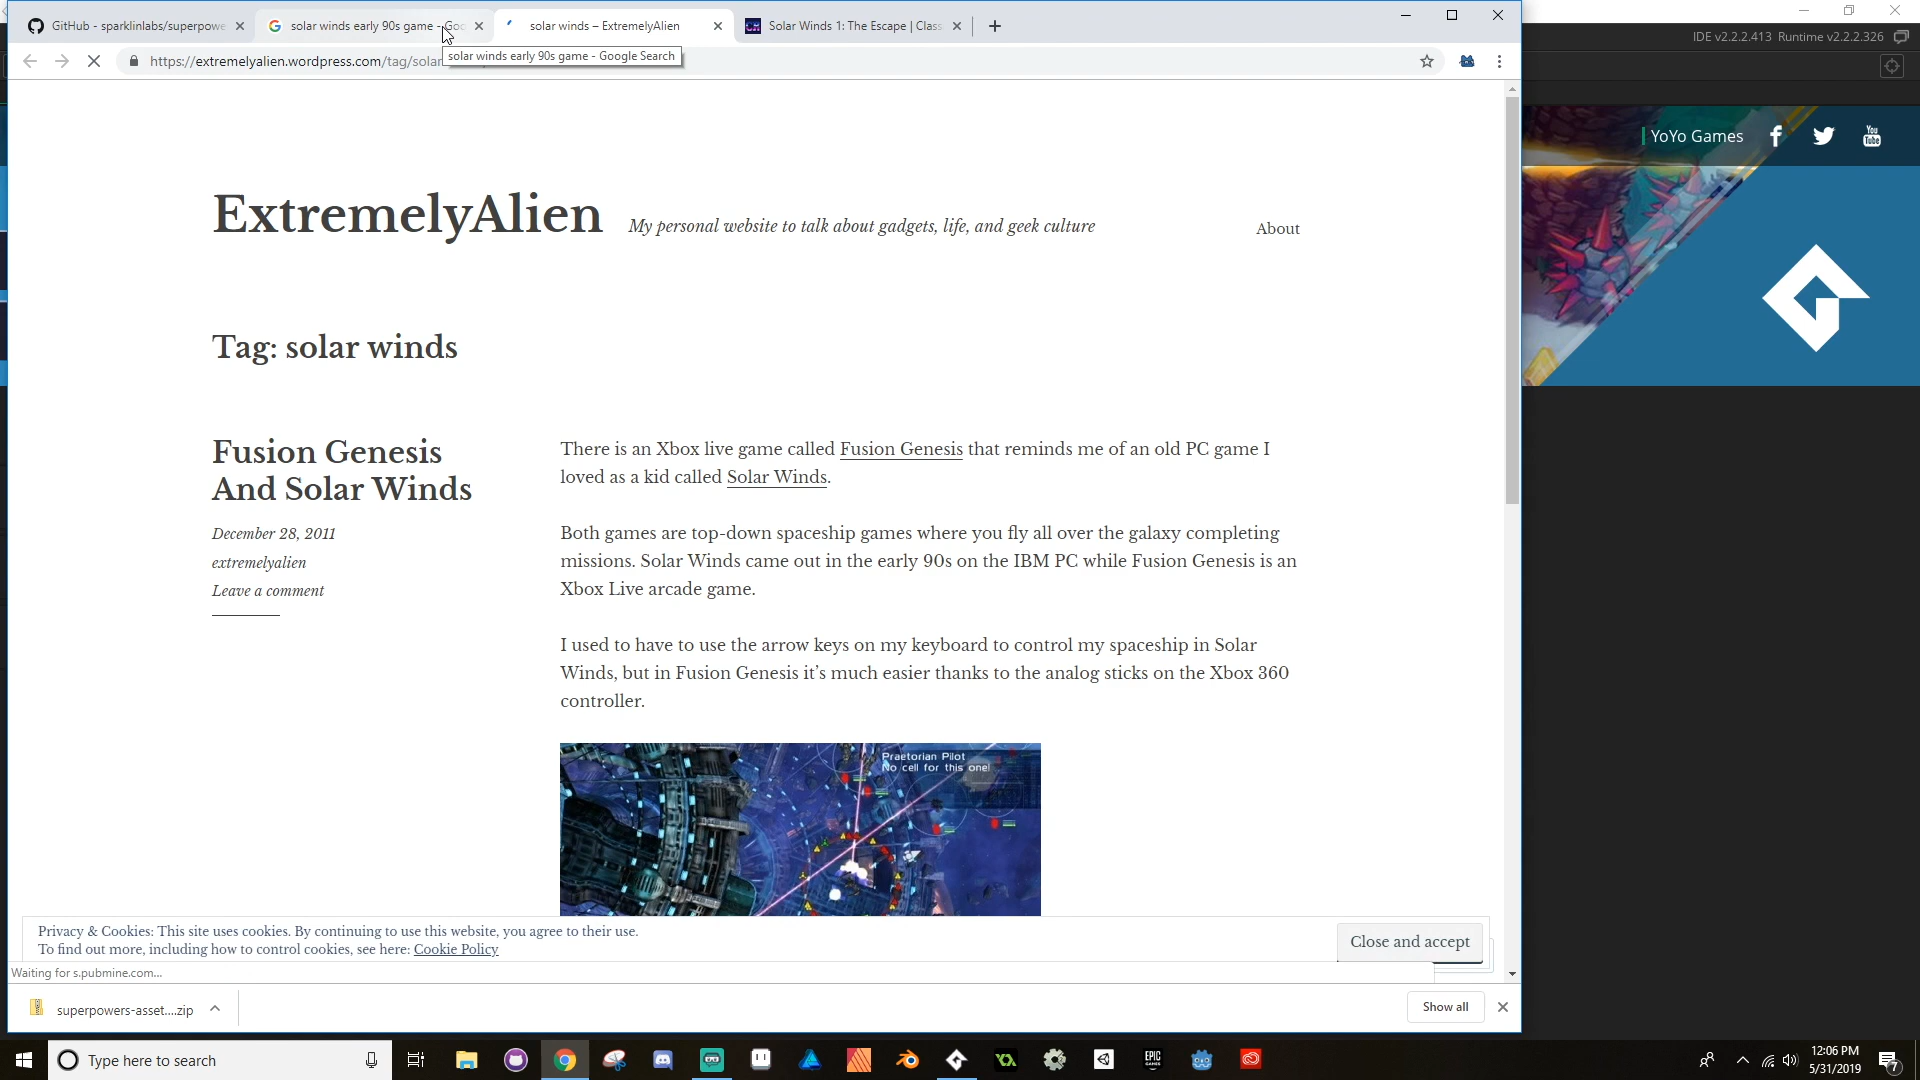 GitHub - sparklinlabs/superpowe
solar winds early 90s game - Goo
solar winds – ExtremelyAlien
Solar Winds 1: The Escape | Class
https://extremelyalien.wordpress.com/tag/solar
solar winds early 90s game - Google Search
IDE v2.2.2.413 Runtime v2.2.2.326
YoYo Games
You
Tube
ExtremelyAlien
My personal website to talk about gadgets, life, and geek culture
About
Tag: solar winds
Fusion Genesis
And Solar Winds
December 28, 2011
extremelyalien
Leave a comment
There is an Xbox live game called Fusion Genesis that reminds me of an old PC game I
loved as a kid called Solar Winds.
Both games are top-down spaceship games where you fly all over the galaxy completing
missions. Solar Winds came out in the early 90s on the IBM PC while Fusion Genesis is an
Xbox Live arcade game.
I used to have to use the arrow keys on my keyboard to control my spaceship in Solar
Winds, but in Fusion Genesis it’s much easier thanks to the analog sticks on the Xbox 360
controller.
Praetorian Pilot
No cell for this one!
Privacy & Cookies: This site uses cookies. By continuing to use this website, you agree to their use.
To find out more, including how to control cookies, see here: Cookie Policy
Close and accept
Waiting for s.pubmine.com...
superpowers-asset....zip
Show all
Type here to search
EPIC
GAMES
12:06 PM
5/31/2019
7